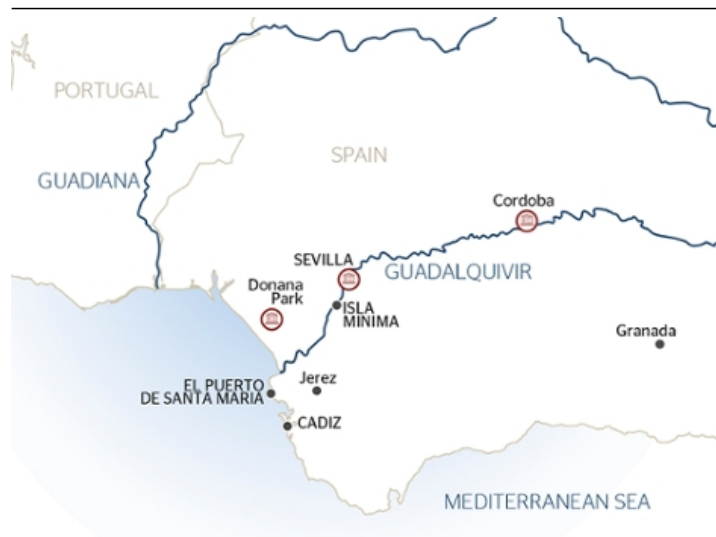 PORTUGAL
SPAIN
GUADIANA
Cordoba
SEVILLA
GUADALQUIVIR
Donana
Park
ISLA
MINIMA
Granada
EL PUERTO
DE SANTA MARIA
Jerez
CADIZ
MEDITERRANEAN SEA